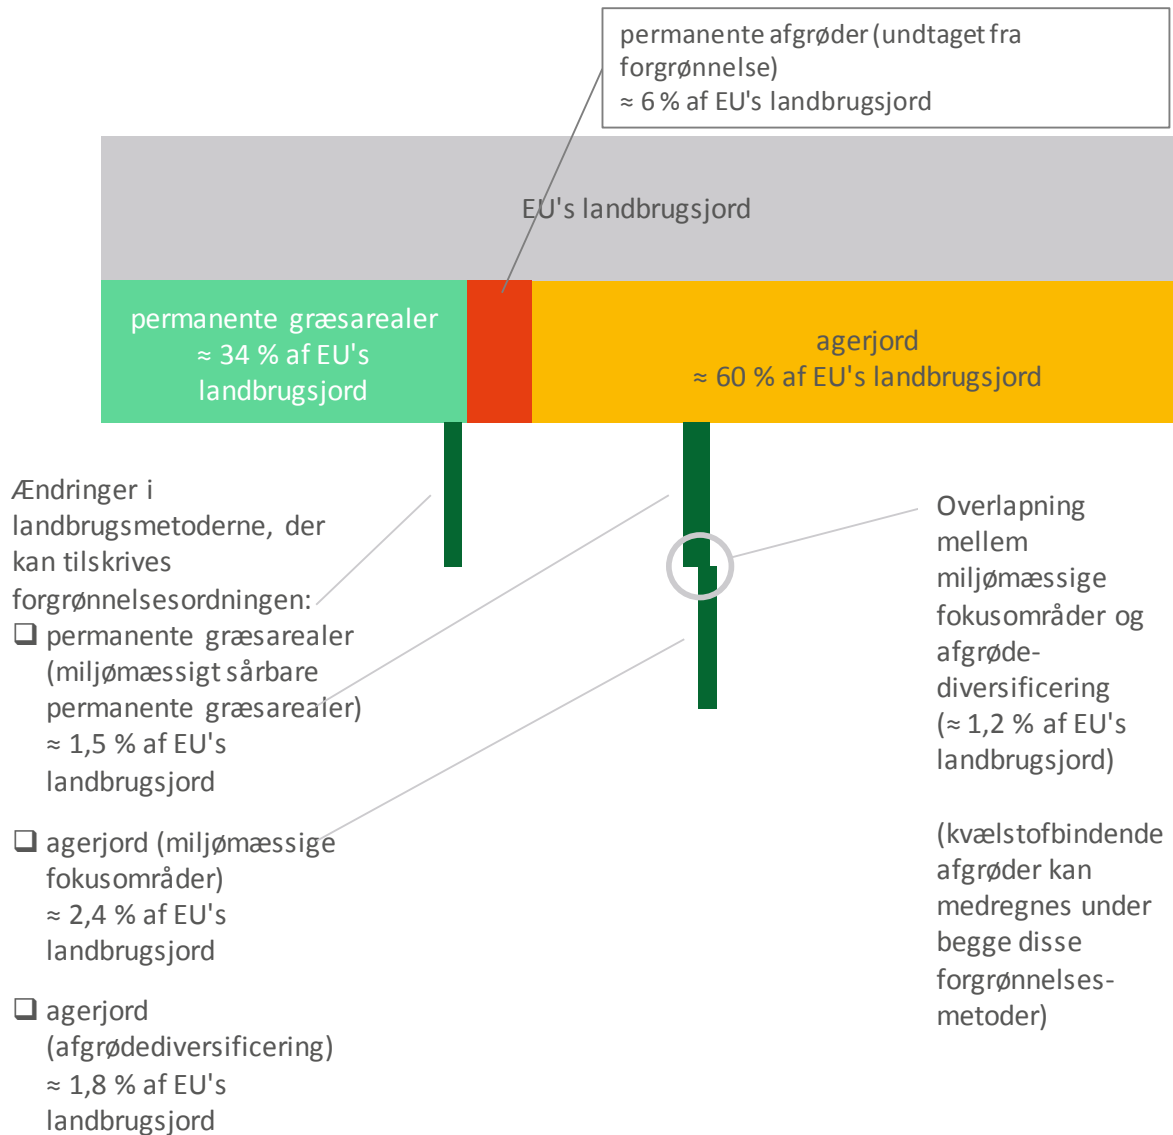 permanente afgrøder (undtaget fra
forgrønnelse)
≈ 6 % af EU's landbrugsjord
EU's landbrugsjord
permanente græsarealer
≈ 34 % af EU's
landbrugsjord
agerjord
≈ 60 % af EU's landbrugsjord
Ændringer i
landbrugsmetoderne, der
kan tilskrives
forgrønnelsesordningen:
❑ permanente græsarealer
(miljømæssigt sårbare
permanente græsarealer)
≈ 1,5 % af EU's
landbrugsjord
❑ agerjord (miljømæssige
fokusområder)
≈ 2,4 % af EU's
landbrugsjord
❑ agerjord
(afgrødediversificering)
≈ 1,8 % af EU's
landbrugsjord
Overlapning
mellem
miljømæssige
fokusområder og
afgrøde-
diversificering
(≈ 1,2 % af EU's
landbrugsjord)
(kvælstofbindende
afgrøder kan
medregnes under
begge disse
forgrønnelses-
metoder)